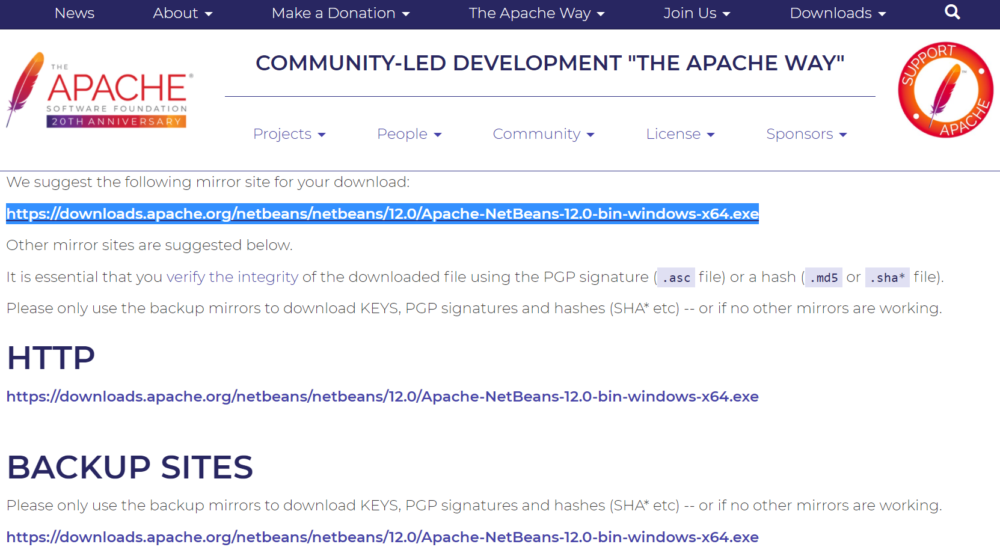 News About Make a Donation The Apache Way Join Us Downloads
COMMUNITY-LED DEVELOPMENT "THE APACHE WAY"
THE
APACHE®
SOFTWARE FOUNDATION
20TH ANNIVERSARY
SUPPORT
APACHE
TM
Projects People Community License Sponsors
We suggest the following mirror site for your download:
https://downloads.apache.org/netbeans/netbeans/12.0/Apache-NetBeans-12.0-bin-windows-x64.exe
Other mirror sites are suggested below.
It is essential that you verify the integrity of the downloaded file using the PGP signature ( .asc file) or a hash ( .md5 or .sha* file).
Please only use the backup mirrors to download KEYS, PGP signatures and hashes (SHA* etc) -- or if no other mirrors are working.
HTTP
https://downloads.apache.org/netbeans/netbeans/12.0/Apache-NetBeans-12.0-bin-windows-x64.exe
BACKUP SITES
Please only use the backup mirrors to download KEYS, PGP signatures and hashes (SHA* etc) -- or if no other mirrors are working.
https://downloads.apache.org/netbeans/netbeans/12.0/Apache-NetBeans-12.0-bin-windows-x64.exe